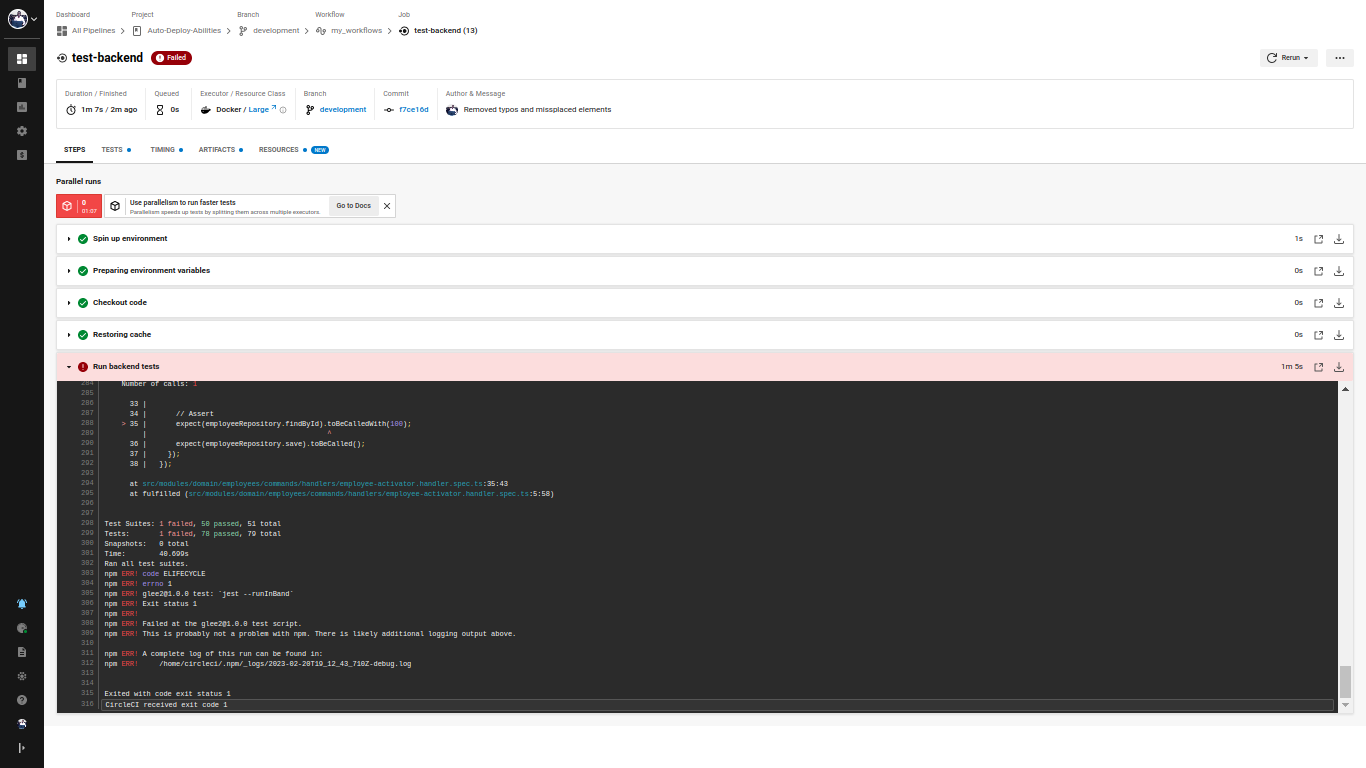 Dashboard Project Branch Workflow Job
All Pipelines Auto-Deploy-Abilities development my_workflows test-backend (13)
test-backend Failed Rerun
Duration / Finished Queued Executor / Resource Class Branch Commit Author & Message
1m 7s / 2m ago 0s Docker / Large development f7ce16d Removed typos and missplaced elements
STEPS TESTS TIMING ARTIFACTS RESOURCES NEW
Parallel runs
0
01:07
Use parallelism to run faster tests
Parallelism speeds up tests by splitting them across multiple executors.
Go to Docs
Spin up environment 1s
Preparing environment variables 0s
Checkout code 0s
Restoring cache 0s
Run backend tests 1m 5s
284 Number of calls: 1
285
286 33 |
287 34 | // Assert
288 > 35 | expect(employeeRepository.findById).toBeCalledWith(100);
289 | ^
290 36 | expect(employeeRepository.save).toBeCalled();
291 37 | });
292 38 | });
293
294 at src/modules/domain/employees/commands/handlers/employee-activator.handler.spec.ts:35:43
295 at fulfilled (src/modules/domain/employees/commands/handlers/employee-activator.handler.spec.ts:5:58)
296
297
298 Test Suites: 1 failed, 50 passed, 51 total
299 Tests: 1 failed, 78 passed, 79 total
300 Snapshots: 0 total
301 Time: 40.699s
302 Ran all test suites.
303 npm ERR! code ELIFECYCLE
304 npm ERR! errno 1
305 npm ERR! glee2@1.0.0 test: `jest --runInBand`
306 npm ERR! Exit status 1
307 npm ERR!
308 npm ERR! Failed at the glee2@1.0.0 test script.
309 npm ERR! This is probably not a problem with npm. There is likely additional logging output above.
310
311 npm ERR! A complete log of this run can be found in:
312 npm ERR! /home/circleci/.npm/_logs/2023-02-20T19_12_43_710Z-debug.log
313
314
315 Exited with code exit status 1
316 CircleCI received exit code 1